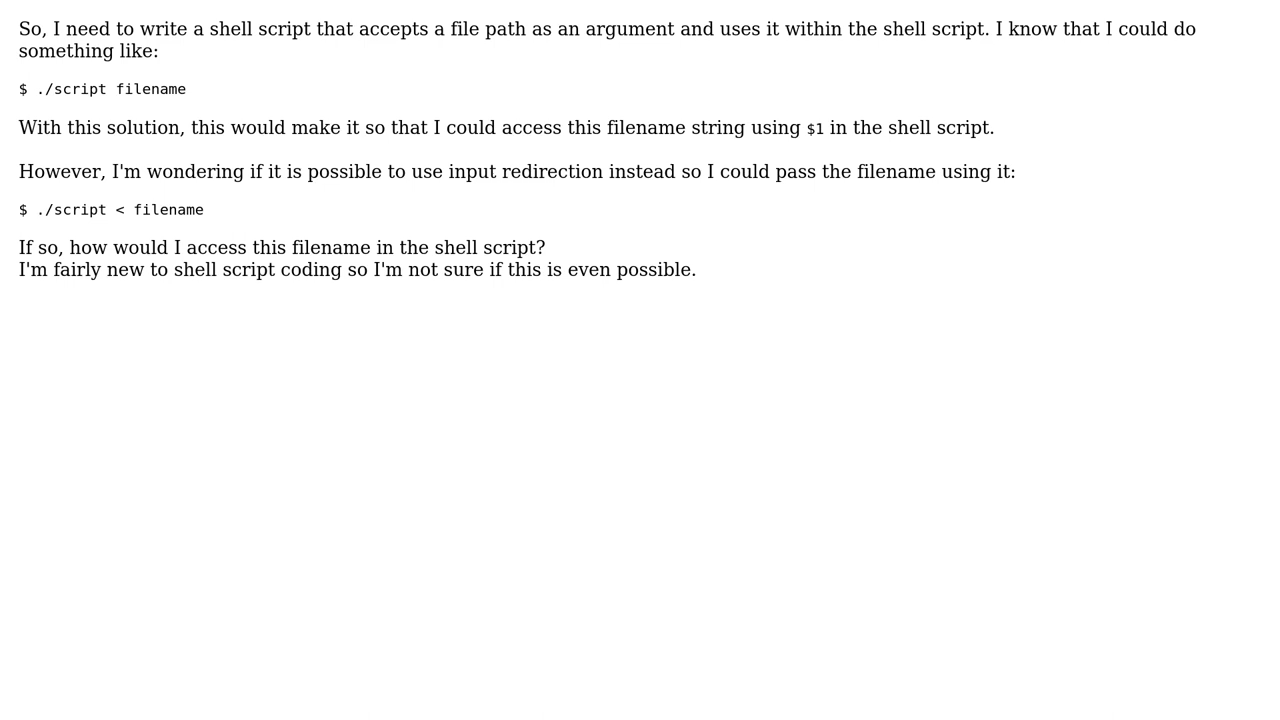 So, I need to write a shell script that accepts a file path as an argument and uses it within the shell script. I know that I could do
something like:
$ ./script filename
With this solution, this would make it so that I could access this filename string using $1 in the shell script.
However, I'm wondering if it is possible to use input redirection instead so I could pass the filename using it:
$ ./script < filename
If so, how would I access this filename in the shell script?
I'm fairly new to shell script coding so I'm not sure if this is even possible.